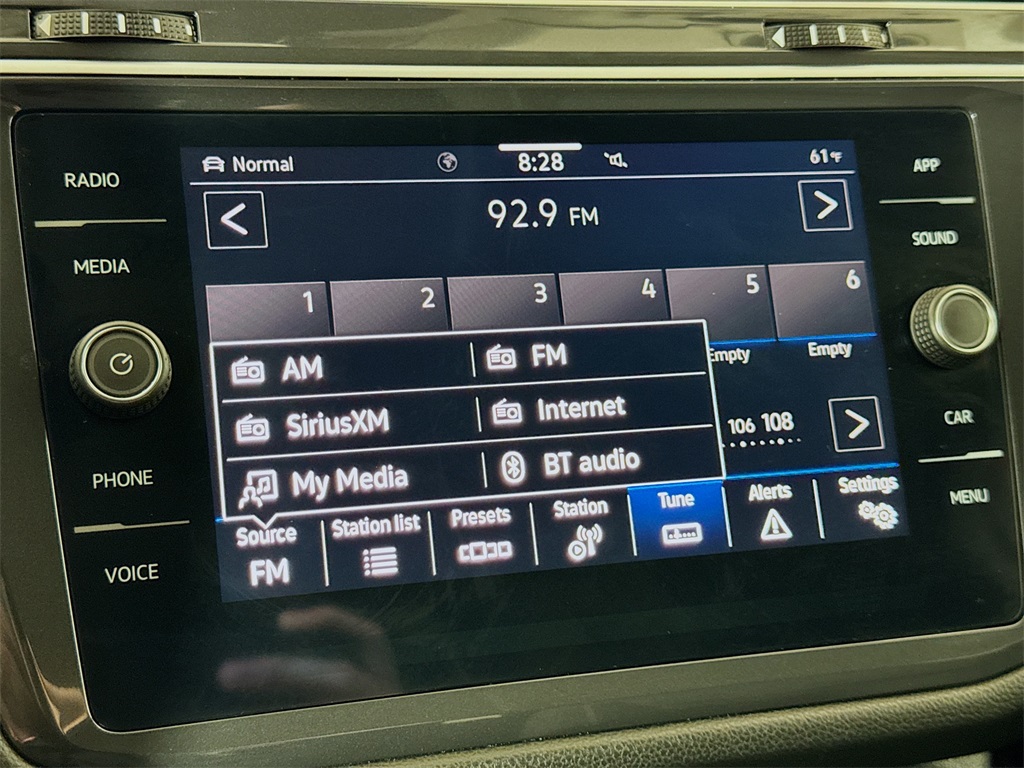 RADIO
MEDIA
PHONE
VOICE
Normal 8:28 61°F
92.9 FM
1 2 3 4 5 6
Empty Empty
AM FM
SiriusXM Internet
My Media BT audio
106 108
Source Station list Presets Station Tune Alerts Settings
FM
APP
SOUND
CAR
MENU